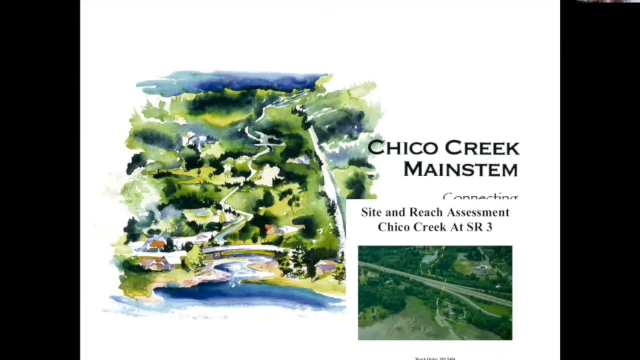 CHICO CREEK
MAINSTEM
Connecting
Site and Reach Assessment
Chico Creek At SR 3